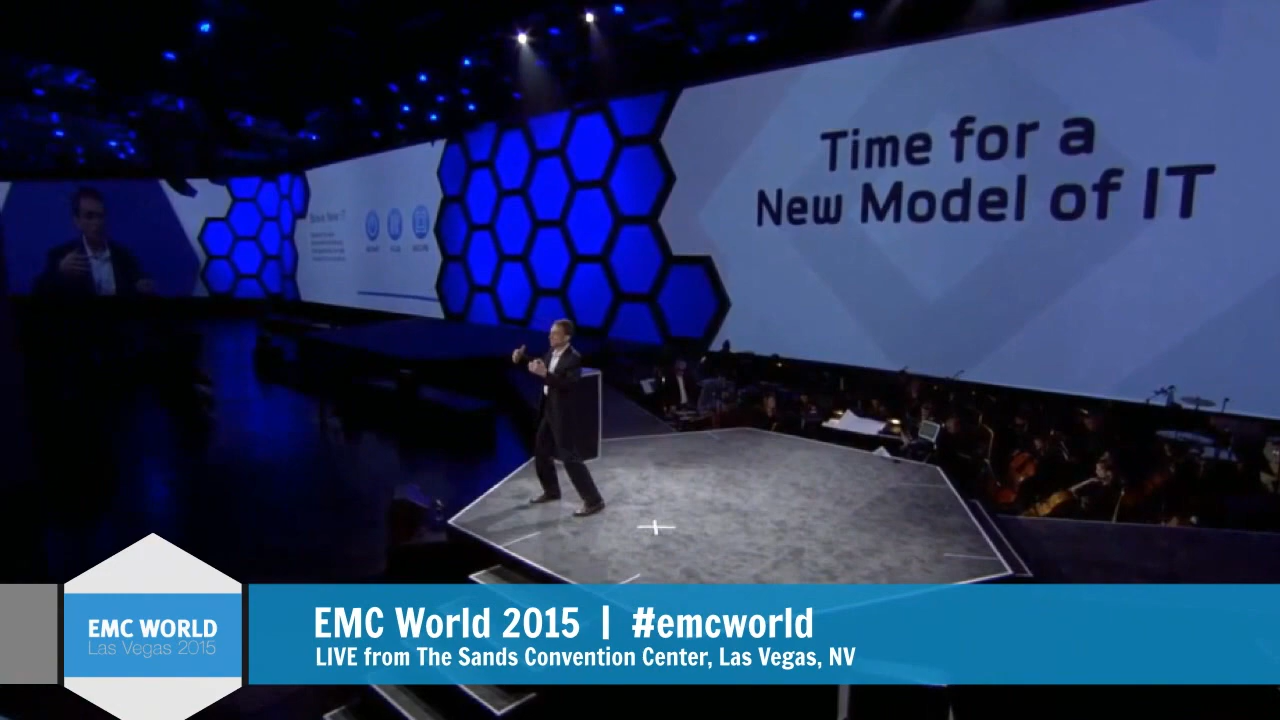 Time for a
New Model of IT
EMC WORLD
Las Vegas 2015
EMC World 2015 | #emcworld
LIVE from The Sands Convention Center, Las Vegas, NV